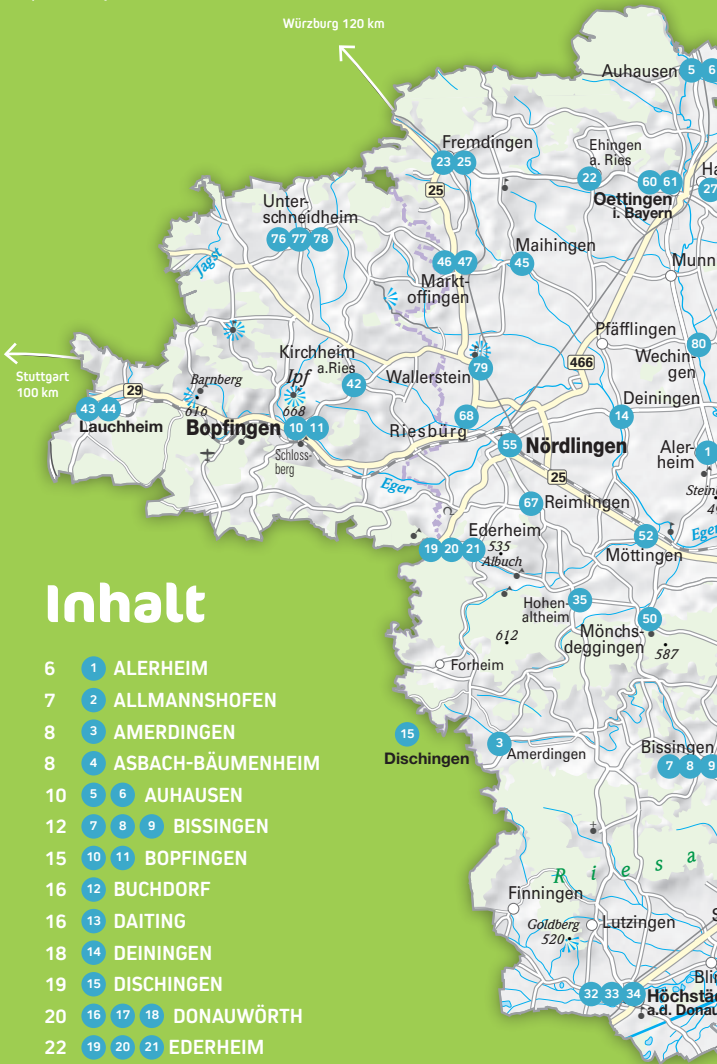 Würzburg 120 km
Auhausen 5 6
Fremdingen
23 25
25
Ehingen
a. Ries
22
60 61
Oettingen
i. Bayern
27
Unter-
schneidheim
76 77 78
Jagst
46 47
Markt-
offingen
Maihingen
45
Pfäfflingen
80
Wechin-
gen
Stuttgart
100 km
29
Barnberg
616
Kirchheim
a.Ries
Ipf
668
42
Wallerstein
79
466
Deiningen
14
43 44
Lauchheim
Bopfingen 10 11
Schloss-
berg
68
Riesbürg
55 Nördlingen
Aler-
heim
1
Eger
25
67 Reimlingen
Eger
Ederheim
19 20 21
535
Albuch
52
Möttingen
Hohen-
altheim
35
50
Mönchs-
deggingen
587
612
Forheim
15
Dischingen
3
Amerdingen
Bissingen
7 8 9
R i e s a
Finningen
Goldberg
520
Lutzingen
32 33 34
a.d. Donau
Inhalt
6 1 ALERHEIM
7 2 ALLMANNSHOFEN
8 3 AMERDINGEN
8 4 ASBACH-BÄUMENHEIM
10 5 6 AUHAUSEN
12 7 8 9 BISSINGEN
15 10 11 BOPFINGEN
16 12 BUCHDORF
16 13 DAITING
18 14 DEININGEN
19 15 DISCHINGEN
20 16 17 18 DONAUWÖRTH
22 19 20 21 EDERHEIM